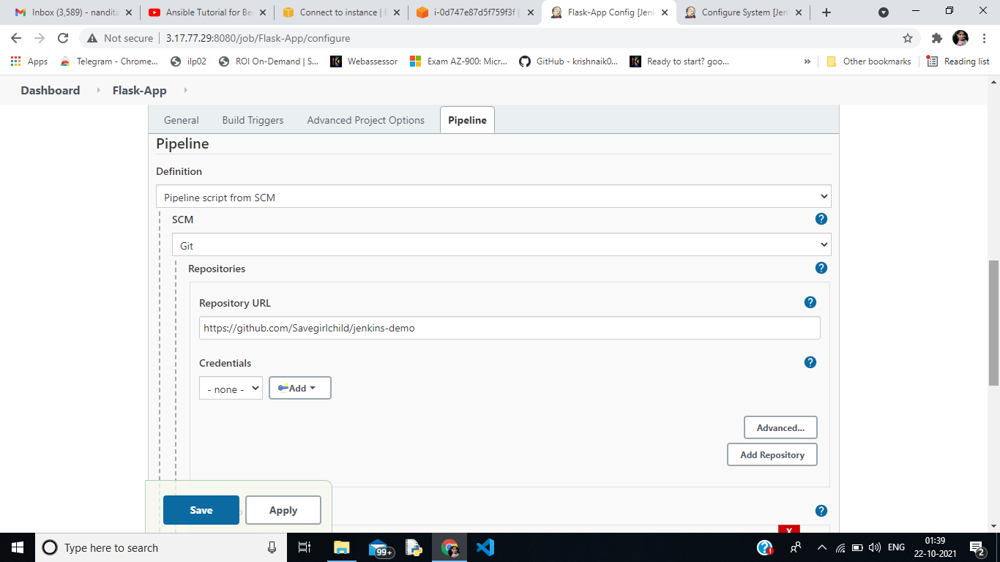 Inbox (3,589) - nandita
Ansible Tutorial for Be
Connect to instance | E
i-0d747e87d5f759f3f |
Flask-App Config [Jenk
Configure System [Jenk
Not secure | 3.17.77.29:8080/job/Flask-App/configure
Apps
Telegram - Chrome...
ilp02
ROI On-Demand | S...
Webassessor
Exam AZ-900: Micr...
GitHub - krishnaik0...
Ready to start? goo...
»
Other bookmarks
Reading list
Dashboard
Flask-App
General
Build Triggers
Advanced Project Options
Pipeline
Pipeline
Definition
Pipeline script from SCM
SCM
Git
Repositories
Repository URL
https://github.com/Savegirlchild/jenkins-demo
Credentials
- none -
Add
Advanced...
Add Repository
Save
Apply
X
Type here to search
99+
ENG
01:39
22-10-2021
2